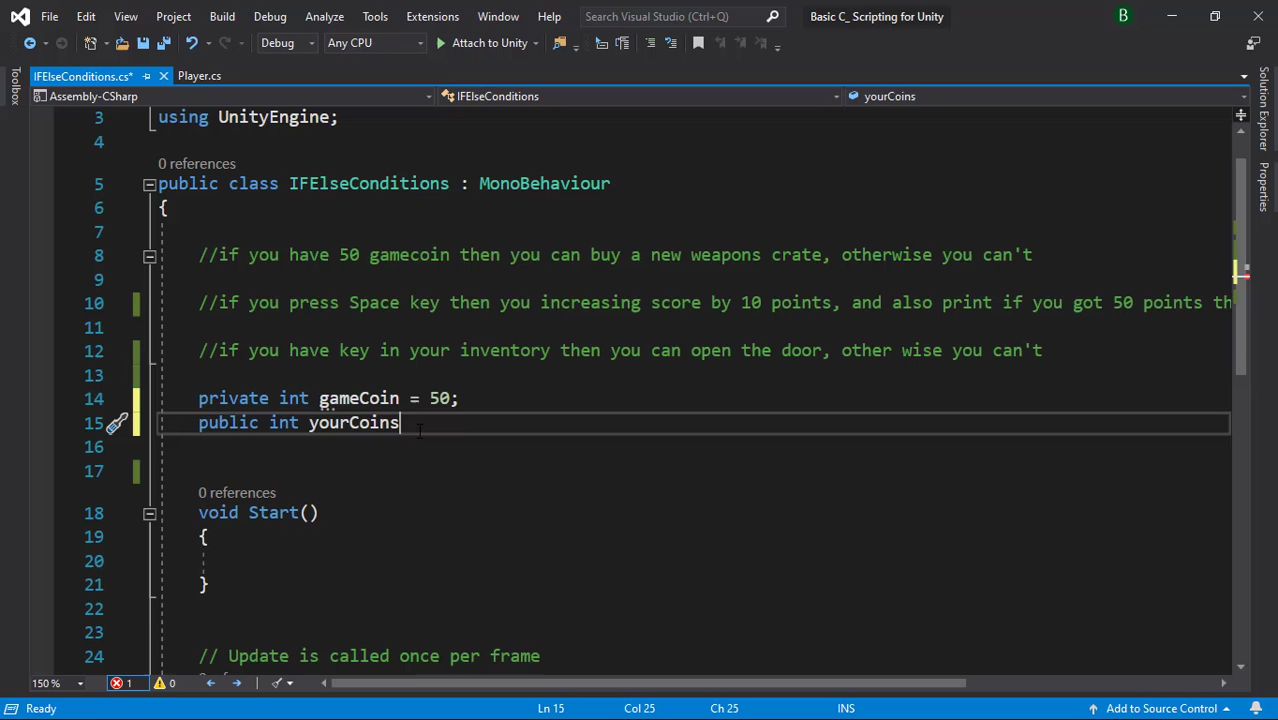 File Edit View Project Build Debug Analyze Tools Extensions Window Help Search Visual Studio (Ctrl+Q) Basic C_ Scripting for Unity B
Debug Any CPU Attach to Unity
IFElseConditions.cs* Player.cs
Assembly-CSharp IFElseConditions yourCoins
Toolbox
Solution Explorer
Properties
3 using UnityEngine;
4
0 references
5 public class IFElseConditions : MonoBehaviour
6 {
7
8 //if you have 50 gamecoin then you can buy a new weapons crate, otherwise you can't
9
10 //if you press Space key then you increasing score by 10 points, and also print if you got 50 points th
11
12 //if you have key in your inventory then you can open the door, other wise you can't
13
14 private int gameCoin = 50;
15 public int yourCoins
16
17
0 references
18 void Start()
19 {
20
21 }
22
23
24 // Update is called once per frame
150 % 1 0
Ready Ln 15 Col 25 Ch 25 INS Add to Source Control